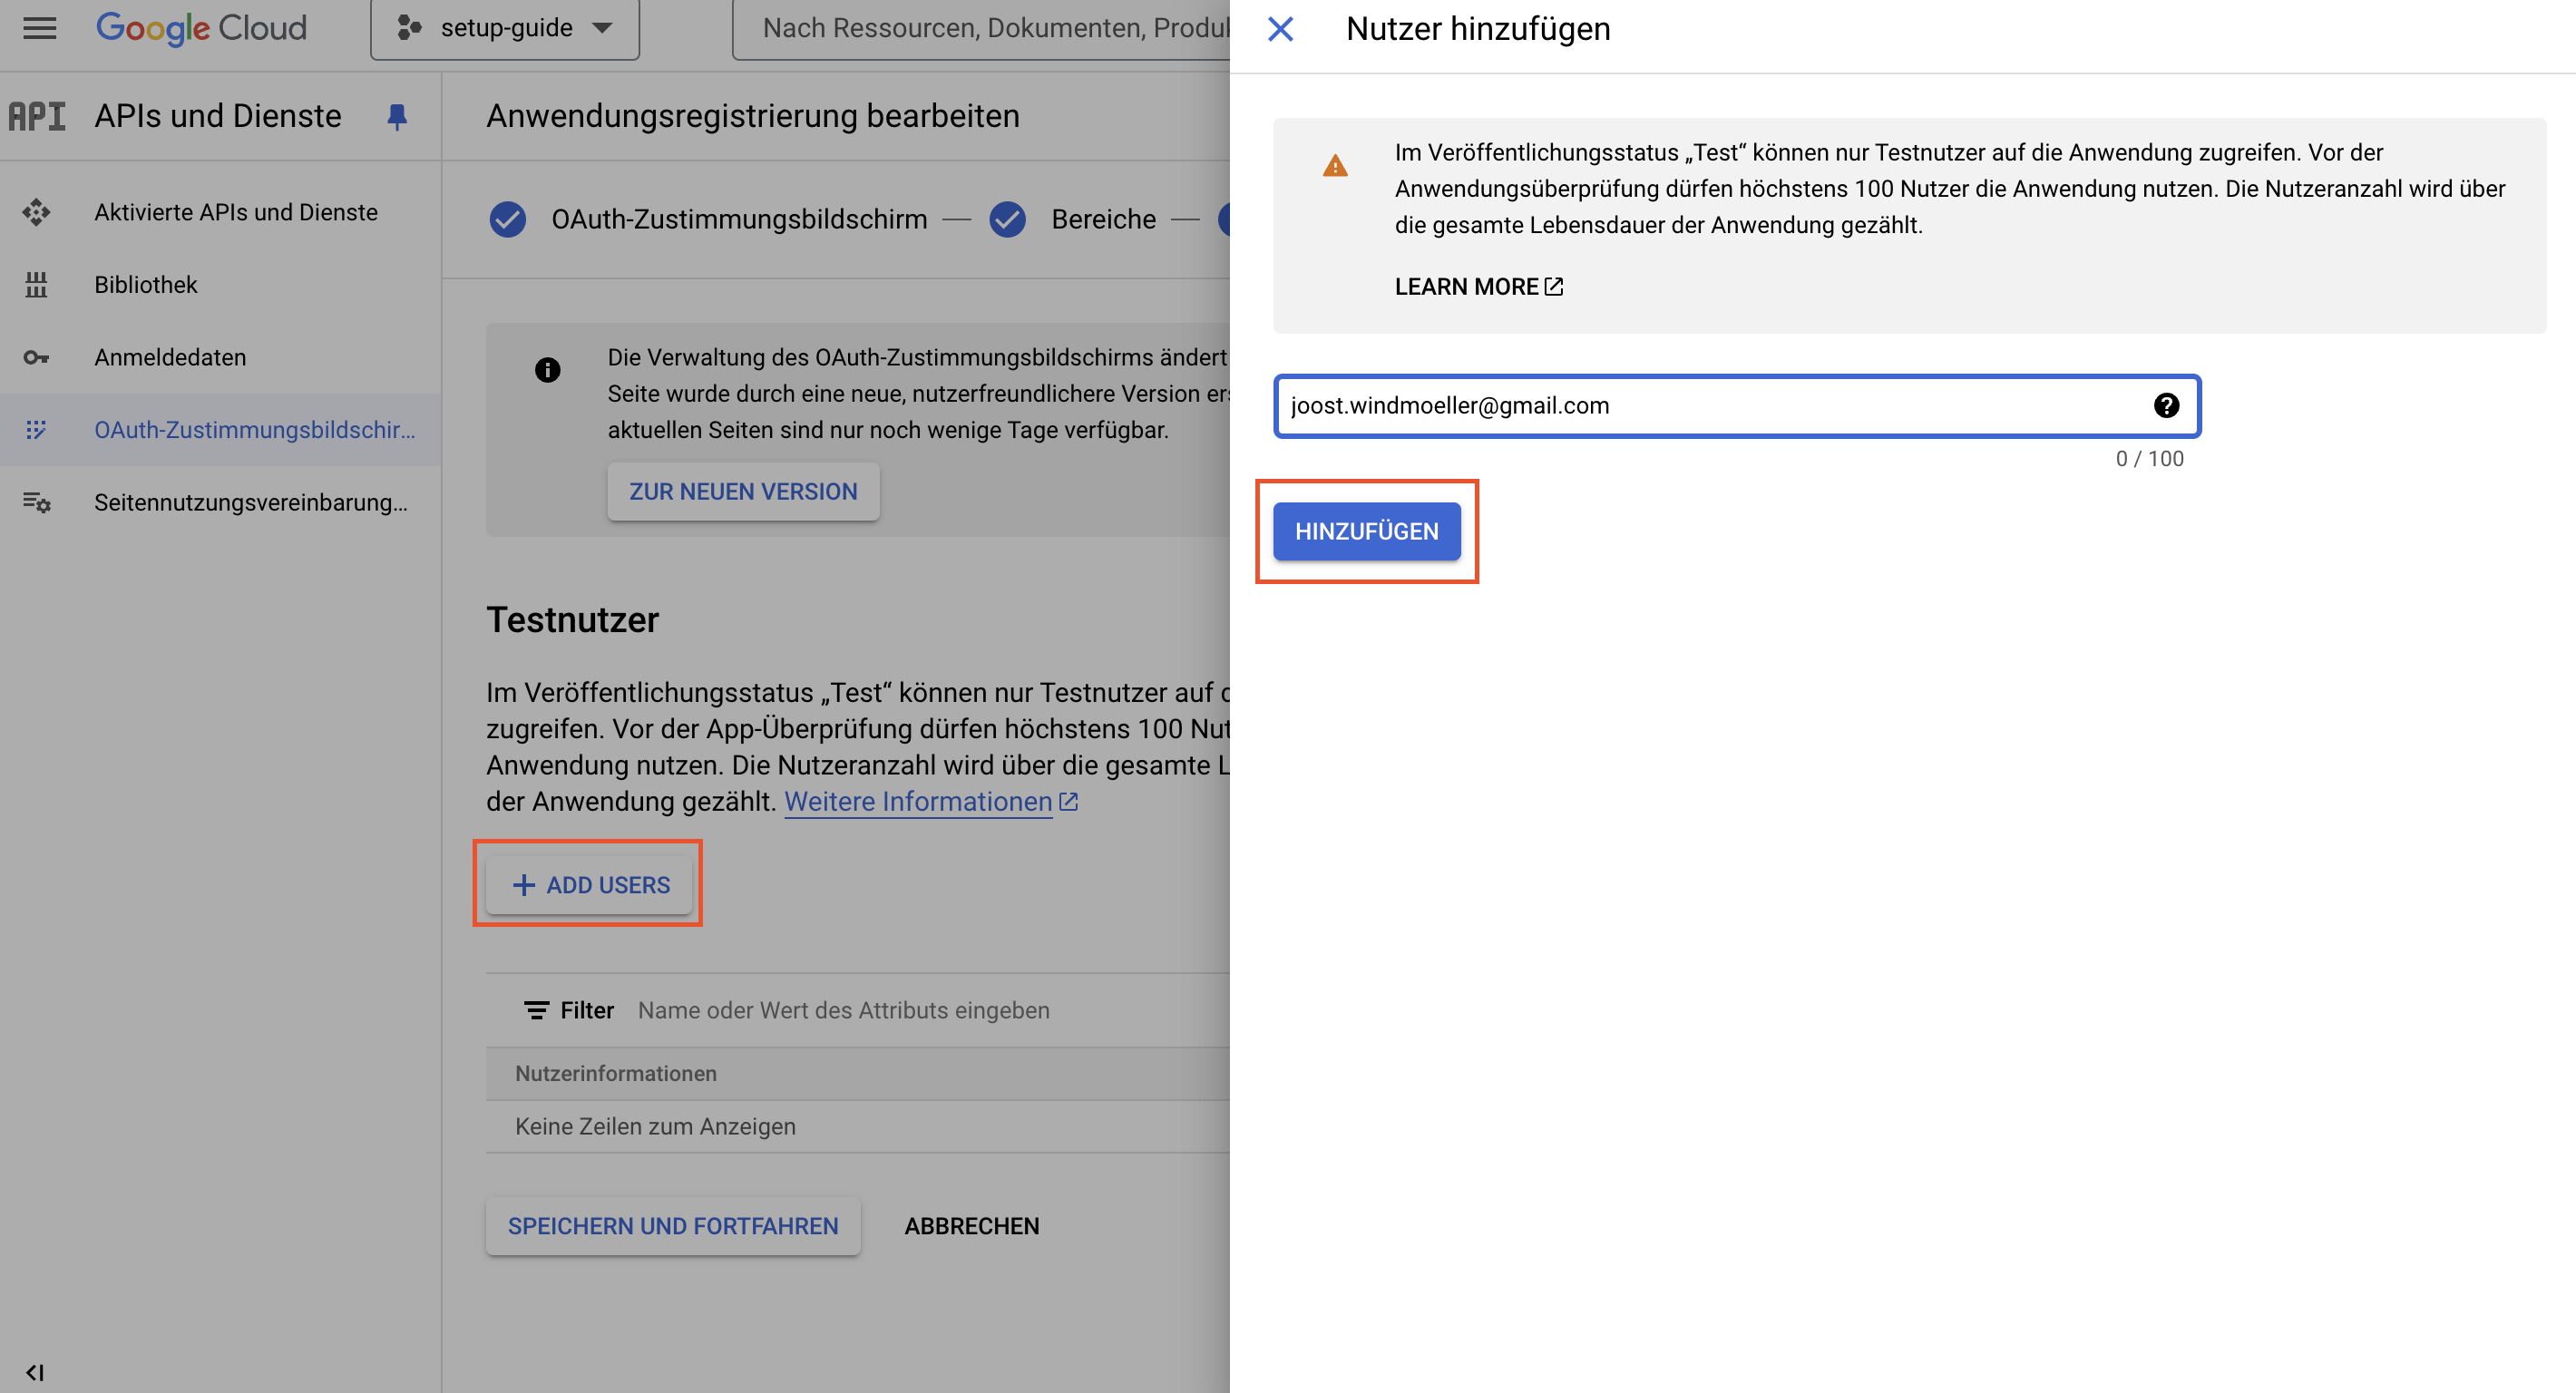 Google Cloud
setup-guide
Nach Ressourcen, Dokumenten, Produk
API
APIs und Dienste
Aktivierte APIs und Dienste
Bibliothek
Anmeldedaten
OAuth-Zustimmungsbildschir...
Seitennutzungsvereinbarung...
Anwendungsregistrierung bearbeiten
OAuth-Zustimmungsbildschirm
Bereiche
Die Verwaltung des OAuth-Zustimmungsbildschirms ändert
Seite wurde durch eine neue, nutzerfreundlichere Version ers
aktuellen Seiten sind nur noch wenige Tage verfügbar.
ZUR NEUEN VERSION
Testnutzer
Im Veröffentlichungsstatus „Test“ können nur Testnutzer auf d
zugreifen. Vor der App-Überprüfung dürfen höchstens 100 Nut
Anwendung nutzen. Die Nutzeranzahl wird über die gesamte L
der Anwendung gezählt. Weitere Informationen
ADD USERS
Filter Name oder Wert des Attributs eingeben
Nutzerinformationen
Keine Zeilen zum Anzeigen
SPEICHERN UND FORTFAHREN
ABBRECHEN
Nutzer hinzufügen
Im Veröffentlichungsstatus „Test“ können nur Testnutzer auf die Anwendung zugreifen. Vor der
Anwendungsüberprüfung dürfen höchstens 100 Nutzer die Anwendung nutzen. Die Nutzeranzahl wird über
die gesamte Lebensdauer der Anwendung gezählt.
LEARN MORE
joost.windmoeller@gmail.com
0 / 100
HINZUFÜGEN